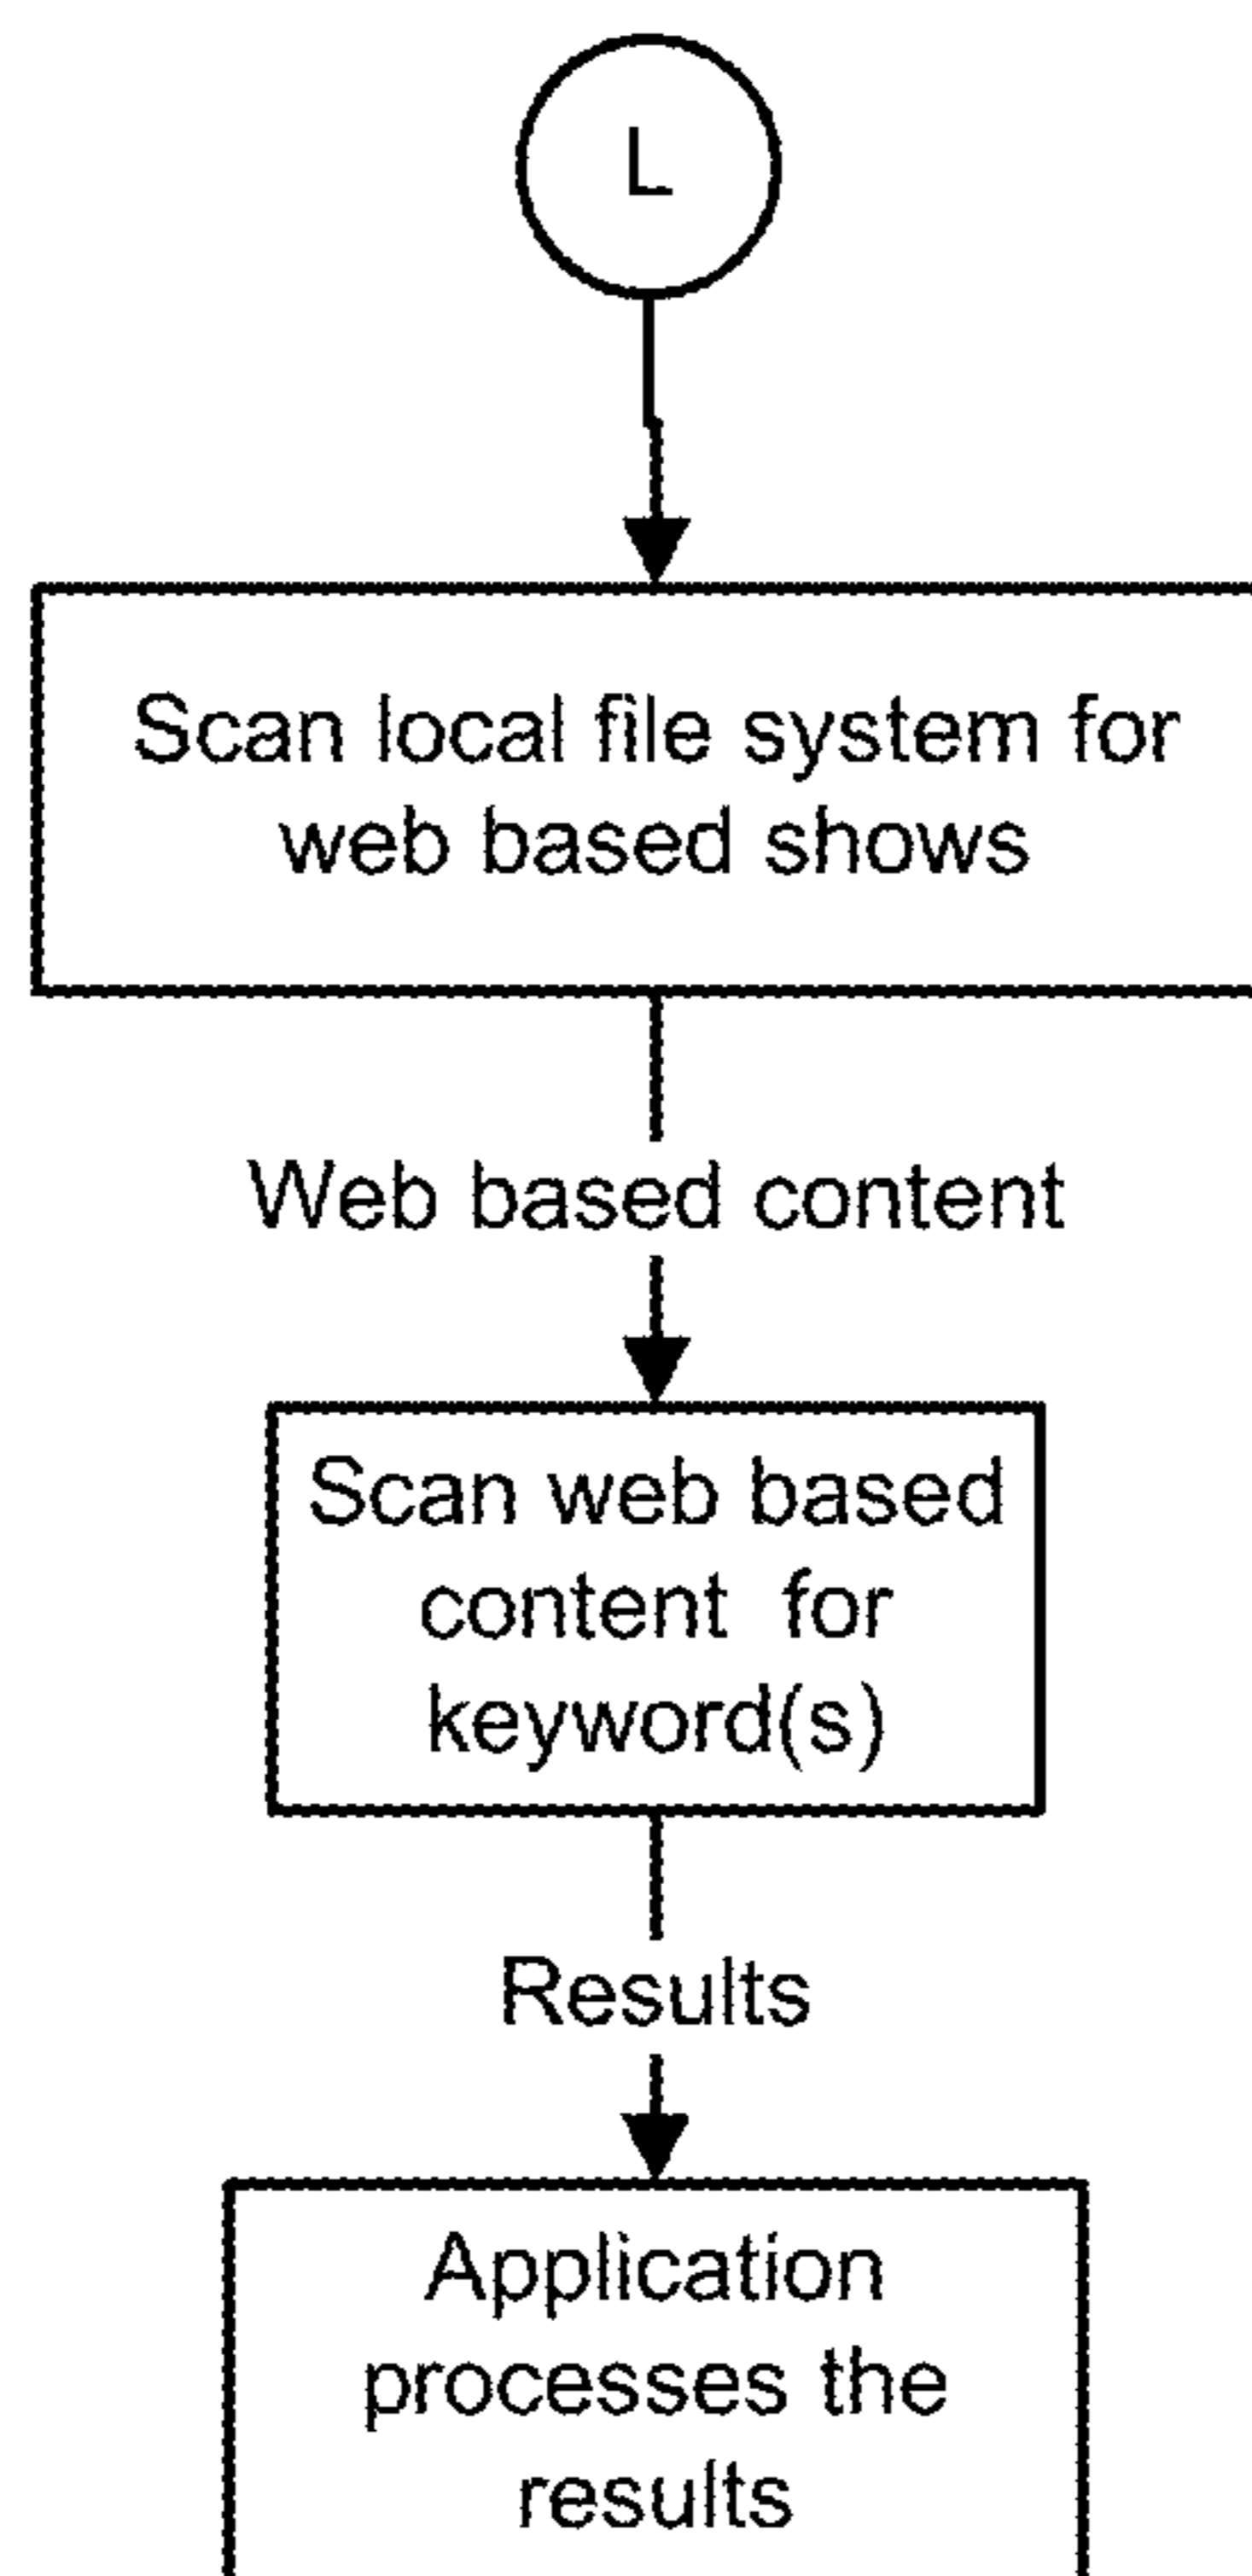 L
Scan local file system for
web based shows
Web based content
Scan web based
content for
keyword(s)
Results
Application
processes the
results